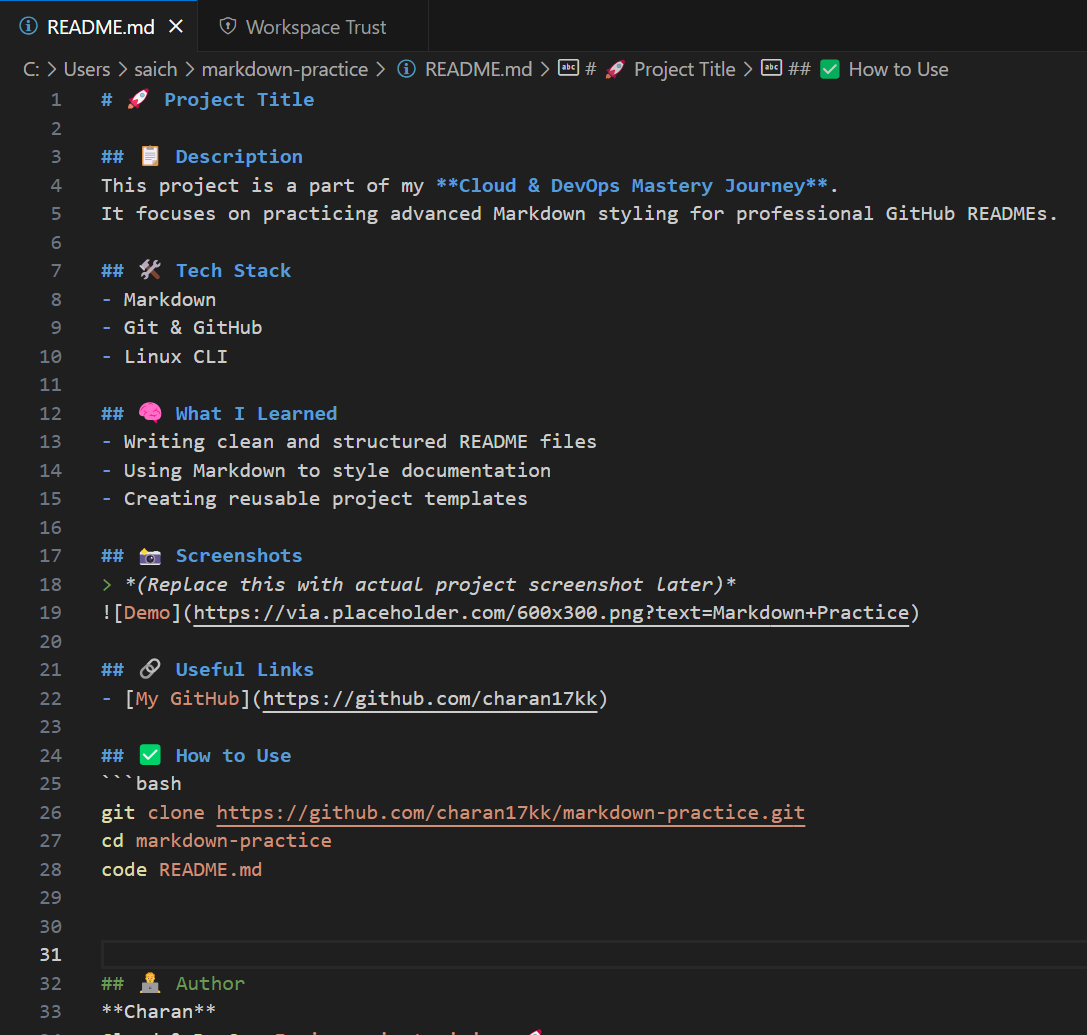 README.md × Workspace Trust
C: > Users > saich > markdown-practice > README.md > # 🚀 Project Title > ## ✅ How to Use
1 # 🚀 Project Title
2
3 ## 📋 Description
4 This project is a part of my **Cloud & DevOps Mastery Journey**.
5 It focuses on practicing advanced Markdown styling for professional GitHub READMEs.
6
7 ## 🛠️ Tech Stack
8 - Markdown
9 - Git & GitHub
10 - Linux CLI
11
12 ## 🧠 What I Learned
13 - Writing clean and structured README files
14 - Using Markdown to style documentation
15 - Creating reusable project templates
16
17 ## 📸 Screenshots
18 > *(Replace this with actual project screenshot later)*
19 ![Demo](https://via.placeholder.com/600x300.png?text=Markdown+Practice)
20
21 ## 🔗 Useful Links
22 - [My GitHub](https://github.com/charan17kk)
23
24 ## ✅ How to Use
25 ```bash
26 git clone https://github.com/charan17kk/markdown-practice.git
27 cd markdown-practice
28 code README.md
29
30
31
32 ## 🧑‍💻 Author
33 **Charan**